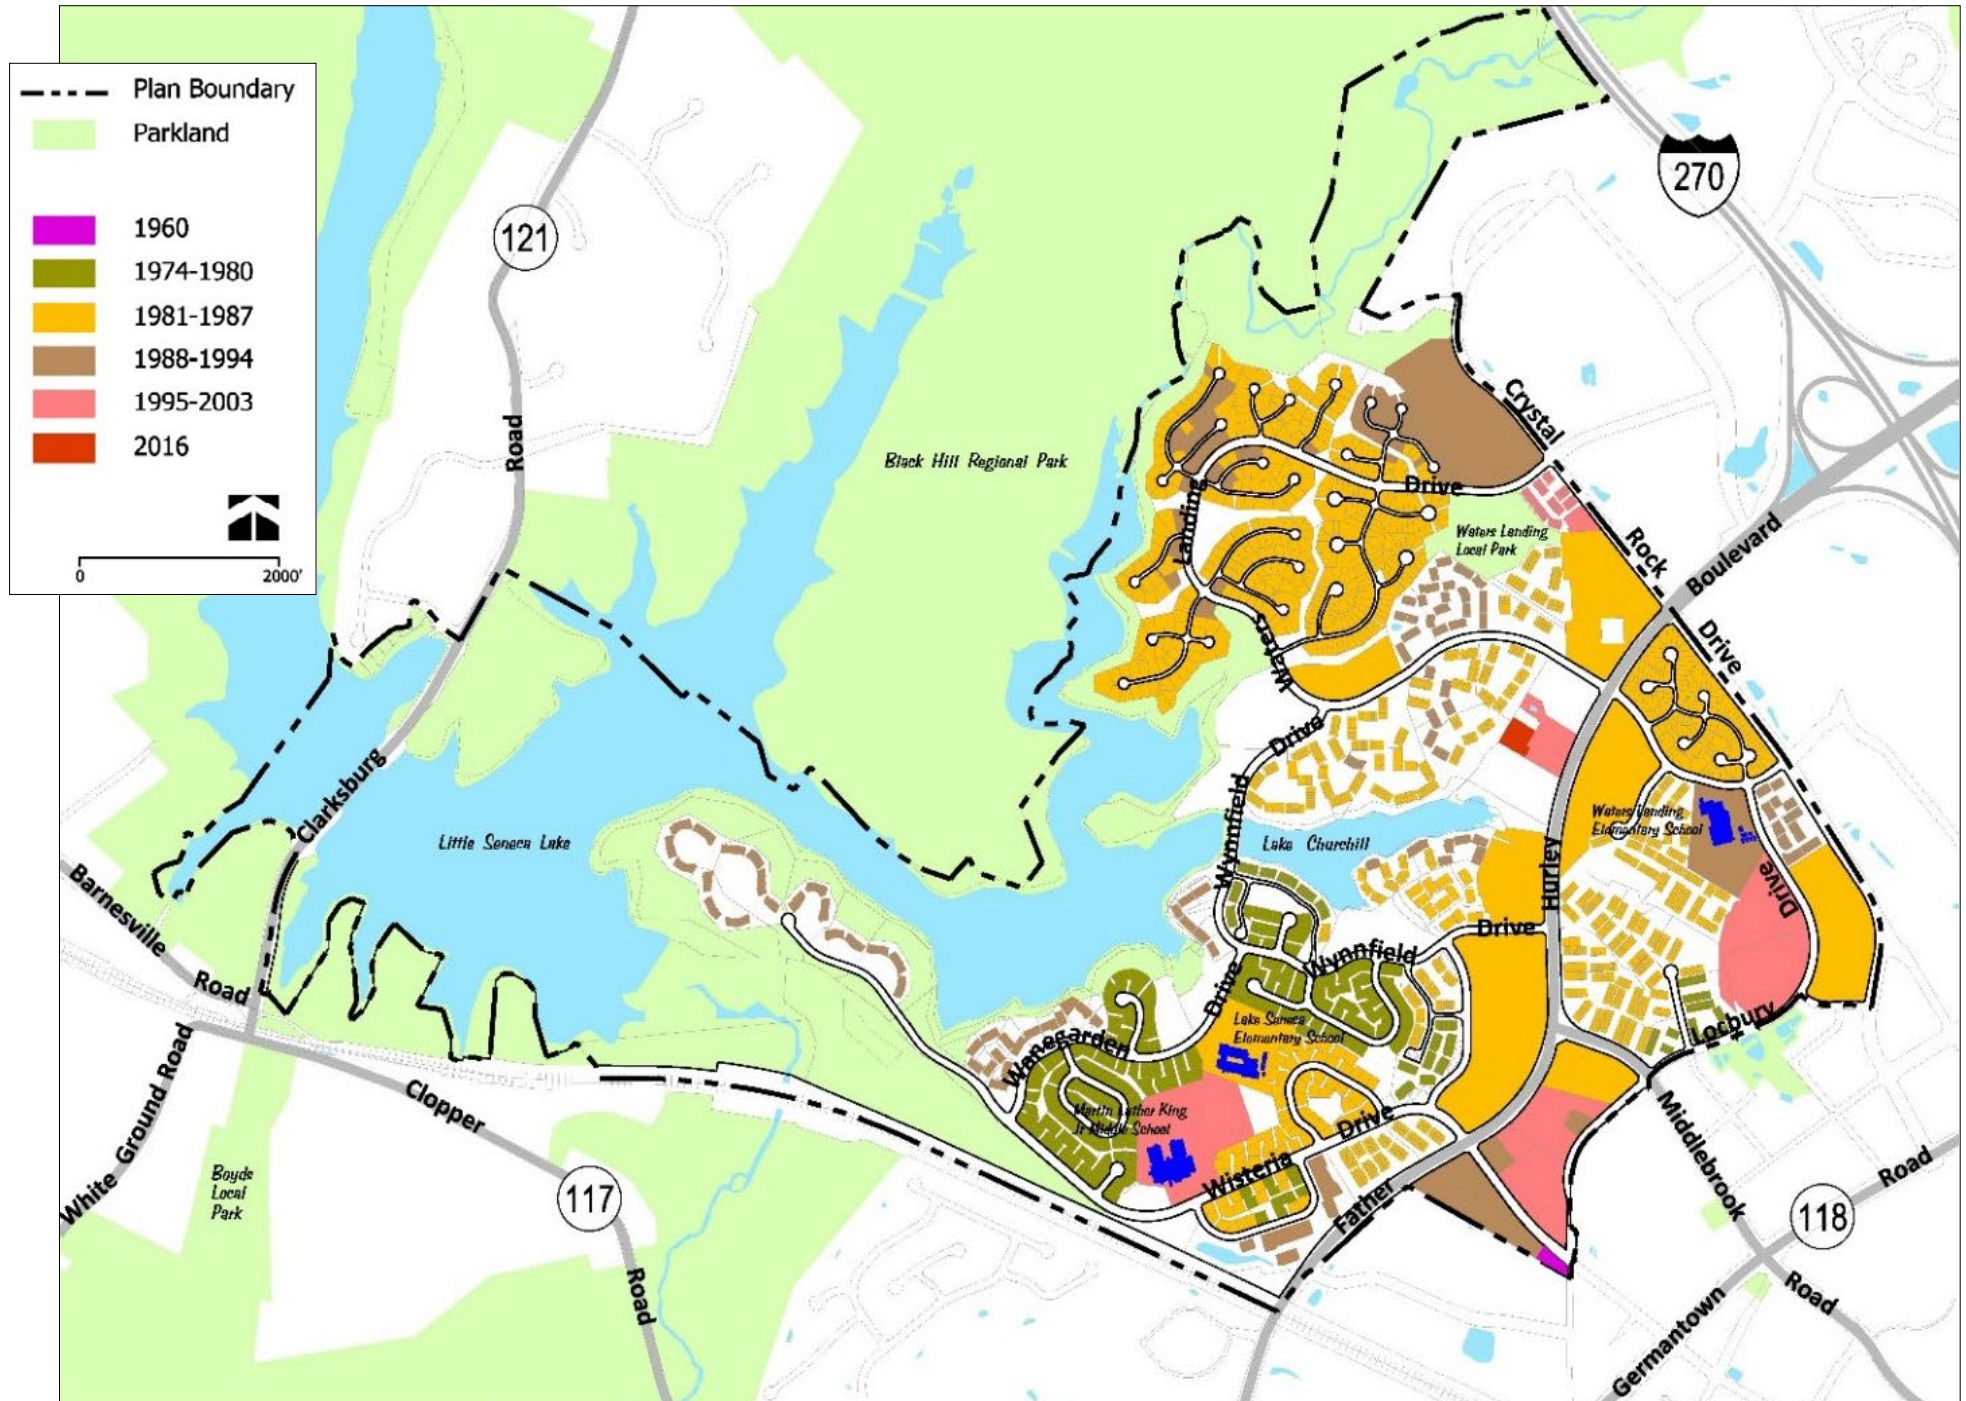 Plan Boundary
Parkland
1960
1974-1980
1981-1987
1988-1994
1995-2003
2016
0 2000'
121
Road
270
Crystal
Rock
Drive
Boulevard
Black Hill Regional Park
Landing
Drive
Waters Landing
Local Park
Waters
Drive
Wynnfield
Clarksburg
Little Seneca Lake
Lake Churchill
Waters Landing
Elementary School
Hurley
Drive
Drive
Wynnfield
Drive
Barnesville
Road
Lake Seneca
Elementary School
Locbury
Wanegarden
White Ground Road
Clopper
Martin Luther King
Jr Middle School
Drive
Wisteria
Father
Middlebrook
Road
Boyds
Local
Park
117
Road
118
Road
Germantown